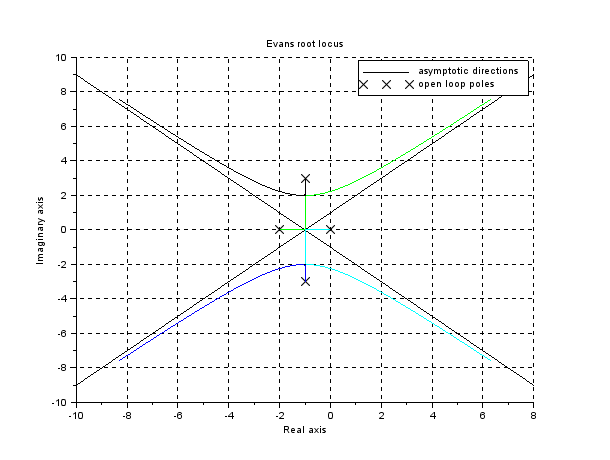 Evans root locus
asymptotic directions
open loop poles
10
8
6
4
2
0
-2
-4
-6
-8
-10
Imaginary axis
-10 -8 -6 -4 -2 0 2 4 6 8
Real axis